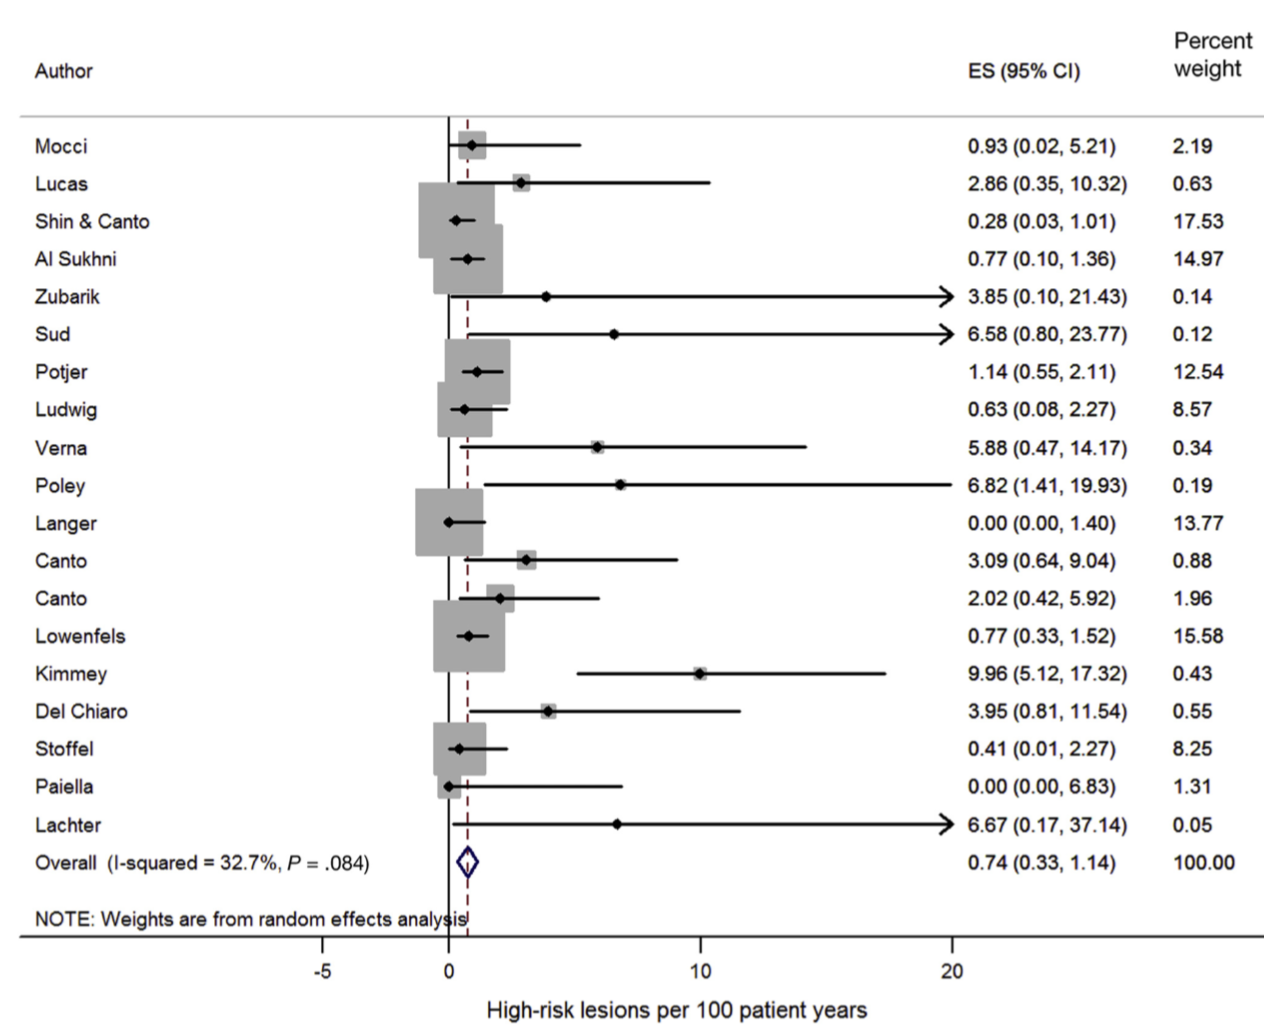 Author ES (95% CI) Percent weight
Mocci 0.93 (0.02, 5.21) 2.19
Lucas 2.86 (0.35, 10.32) 0.63
Shin & Canto 0.28 (0.03, 1.01) 17.53
Al Sukhni 0.77 (0.10, 1.36) 14.97
Zubarik 3.85 (0.10, 21.43) 0.14
Sud 6.58 (0.80, 23.77) 0.12
Potjer 1.14 (0.55, 2.11) 12.54
Ludwig 0.63 (0.08, 2.27) 8.57
Verna 5.88 (0.47, 14.17) 0.34
Poley 6.82 (1.41, 19.93) 0.19
Langer 0.00 (0.00, 1.40) 13.77
Canto 3.09 (0.64, 9.04) 0.88
Canto 2.02 (0.42, 5.92) 1.96
Lowenfels 0.77 (0.33, 1.52) 15.58
Kimmey 9.96 (5.12, 17.32) 0.43
Del Chiaro 3.95 (0.81, 11.54) 0.55
Stoffel 0.41 (0.01, 2.27) 8.25
Paiella 0.00 (0.00, 6.83) 1.31
Lachter 6.67 (0.17, 37.14) 0.05
Overall (I-squared = 32.7%, P = .084) 0.74 (0.33, 1.14) 100.00
NOTE: Weights are from random effects analysis
-5 0 10 20
High-risk lesions per 100 patient years